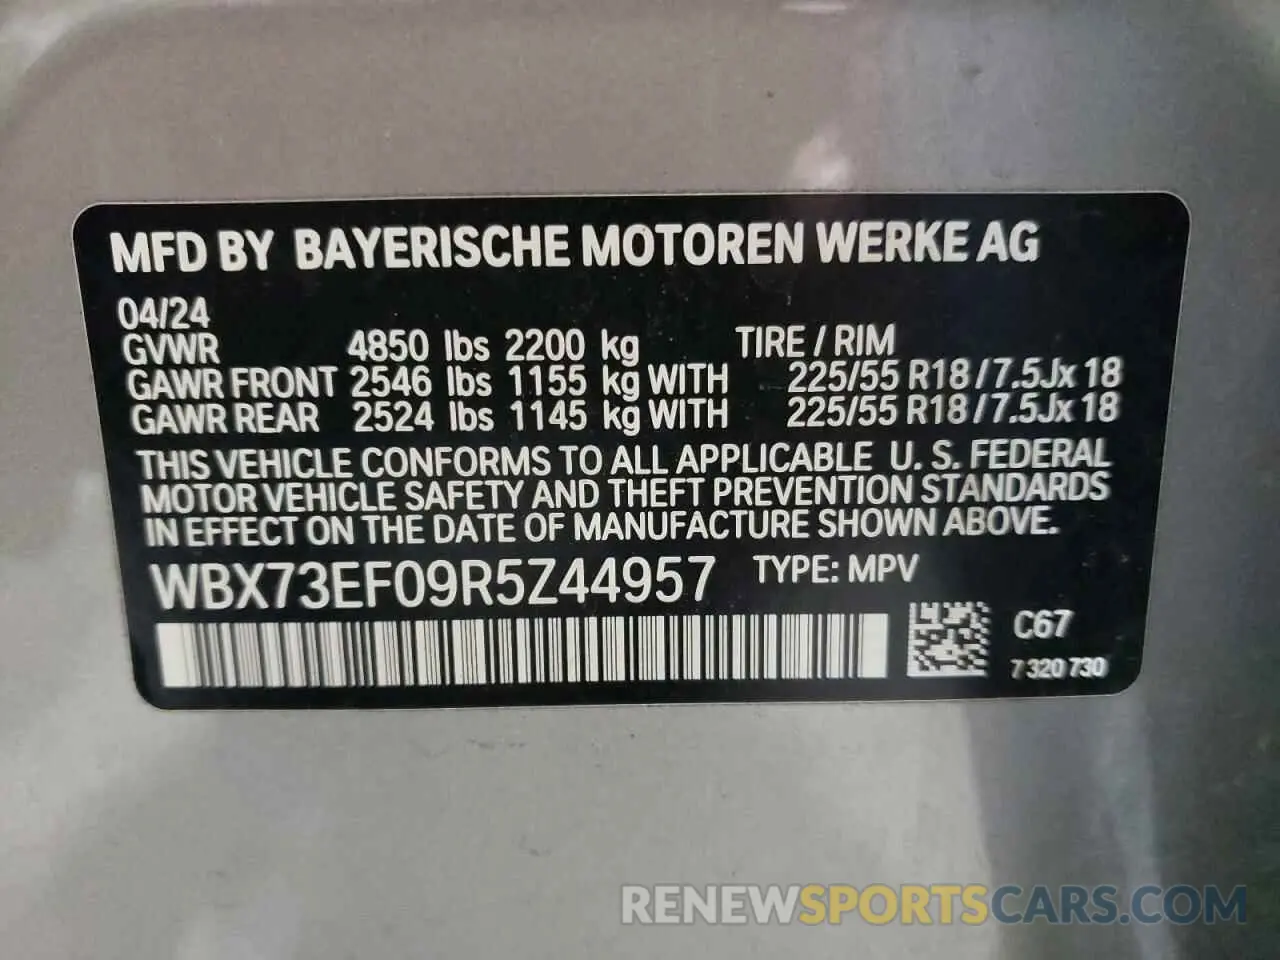 MFD BY BAYERISCHE MOTOREN WERKE AG
04/24
GVWR 4850 lbs 2200 kg TIRE / RIM
GAWR FRONT 2546 lbs 1155 kg WITH 225/55 R18 / 7.5Jx 18
GAWR REAR 2524 lbs 1145 kg WITH 225/55 R18 / 7.5Jx 18
THIS VEHICLE CONFORMS TO ALL APPLICABLE U. S. FEDERAL
MOTOR VEHICLE SAFETY AND THEFT PREVENTION STANDARDS
IN EFFECT ON THE DATE OF MANUFACTURE SHOWN ABOVE.
WBX73EF09R5Z44957 TYPE: MPV
C67
7 320 730
RENEWSPORTSCARS.COM